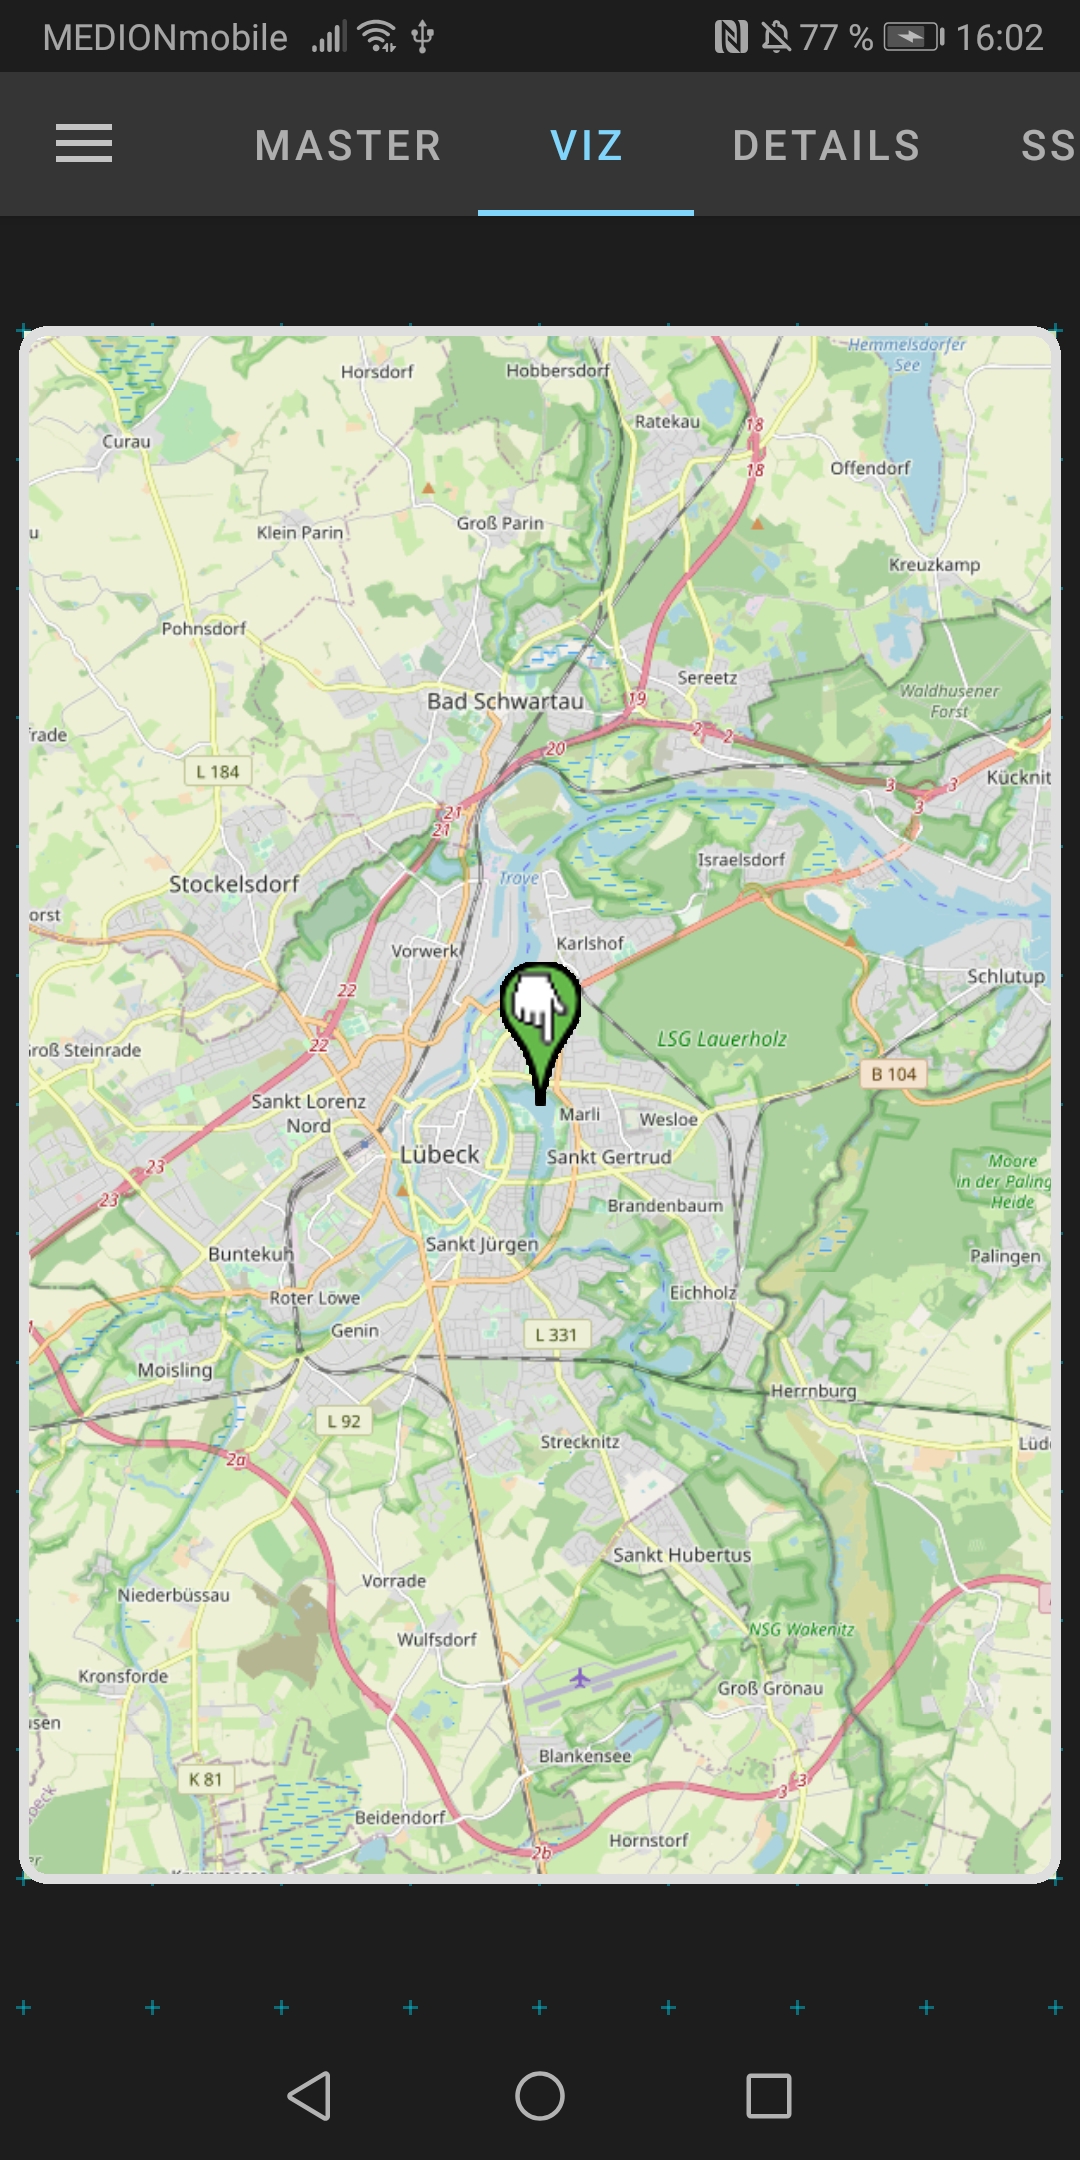 MEDIONmobile 77 % 16:02
MASTER VIZ DETAILS SS
Hemmelsdorfer
See
Horsdorf
Hobbersdorf
Ratekau
18
Curau
18
Offendorf
Groß Parin
Klein Parin
u
Kreuzkamp
Pohnsdorf
Sereetz
Waldhusener
Forst
Bad Schwartau
19
frade
2
2
20
L 184
Kücknit
3
3
3
21
21
Israelsdorf
Trave
Stockelsdorf
orst
Karlshof
Vorwerk
Schlutup
22
LSG Lauerholz
22
Groß Steinrade
B 104
Sankt Lorenz
Nord
Marli
Wesloe
Lübeck
Sankt Gertrud
23
Moore
in der Paling
Heide
23
Brandenbaum
Sankt Jürgen
Buntekuh
Palingen
Eichholz
Roter Löwe
Genin
L 331
Moisling
Herrnburg
L 92
Strecknitz
Lüd
2a
Sankt Hubertus
Vorrade
Niederbüssau
NSG Wakenitz
Wulfsdorf
Kronsforde
Groß Grönau
usen
Blankensee
K 81
3
3
Beidendorf
Hornstorf
2b